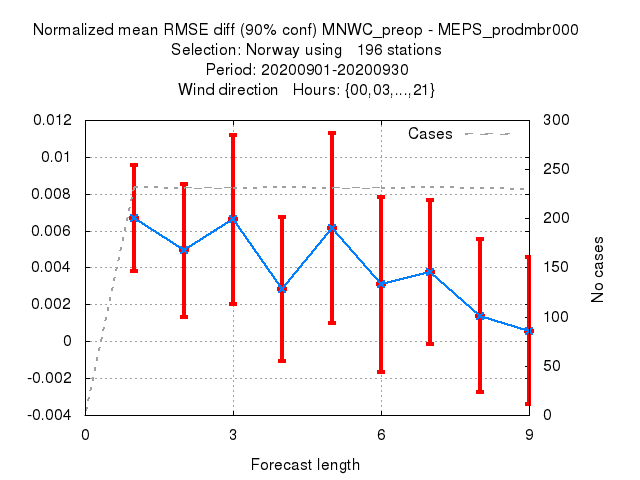 Normalized mean RMSE diff (90% conf) MNWC_preop - MEPS_prodmbr000
Selection: Norway using   196 stations
Period: 20200901-20200930
Wind direction   Hours: {00,03,...,21}
Cases
0.012
0.01
0.008
0.006
0.004
0.002
0
-0.002
-0.004
300
250
200
150
100
50
0
No cases
0 3 6 9
Forecast length